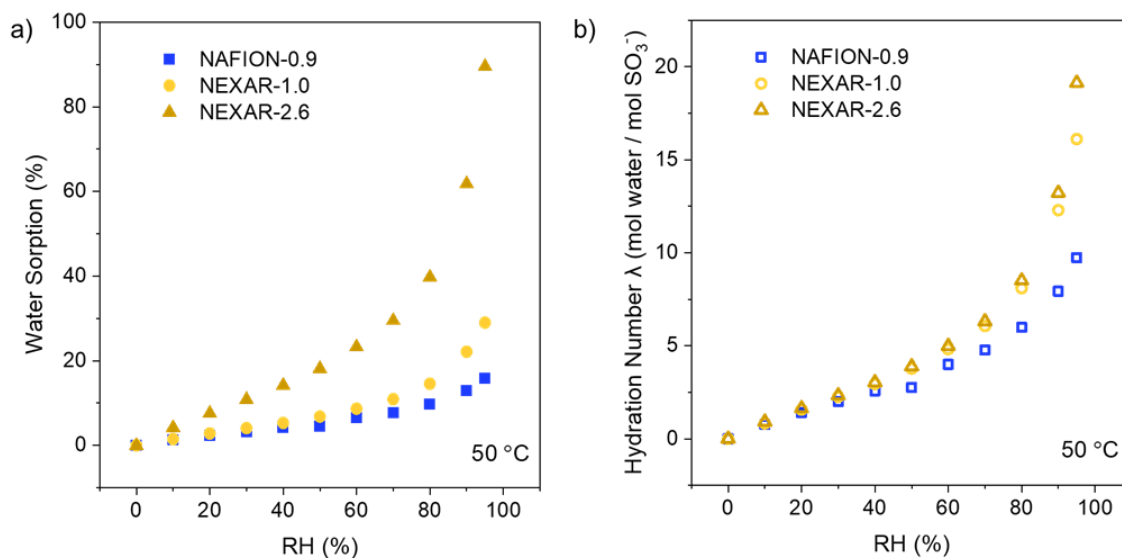 a)
NAFION-0.9
NEXAR-1.0
NEXAR-2.6
100
80
60
40
20
0
Water Sorption (%)
50 °C
0 20 40 60 80 100
RH (%)
b)
NAFION-0.9
NEXAR-1.0
NEXAR-2.6
20
15
10
5
0
Hydration Number λ (mol water / mol SO₃⁻)
50 °C
0 20 40 60 80 100
RH (%)